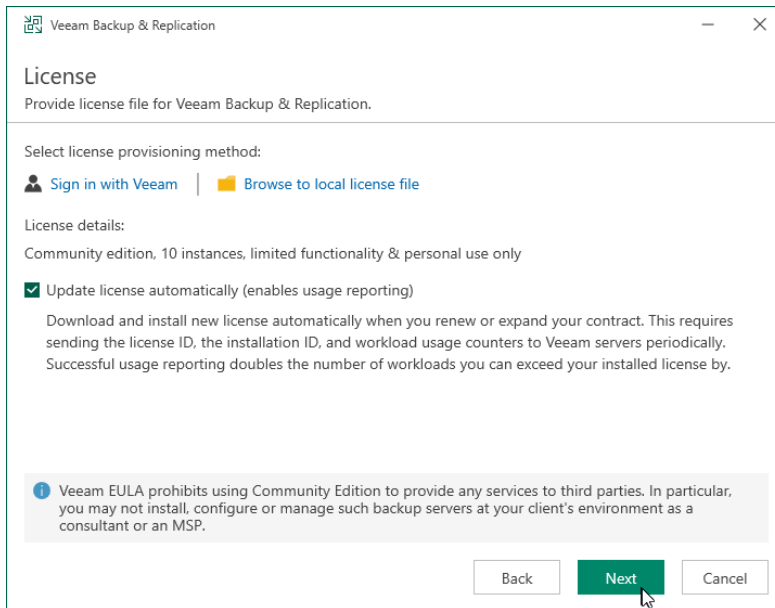 Veeam Backup & Replication
License
Provide license file for Veeam Backup & Replication.
Select license provisioning method:
Sign in with Veeam
Browse to local license file
License details:
Community edition, 10 instances, limited functionality & personal use only
Update license automatically (enables usage reporting)
Download and install new license automatically when you renew or expand your contract. This requires
sending the license ID, the installation ID, and workload usage counters to Veeam servers periodically.
Successful usage reporting doubles the number of workloads you can exceed your installed license by.
Veeam EULA prohibits using Community Edition to provide any services to third parties. In particular,
you may not install, configure or manage such backup servers at your client's environment as a
consultant or an MSP.
Back
Next
Cancel